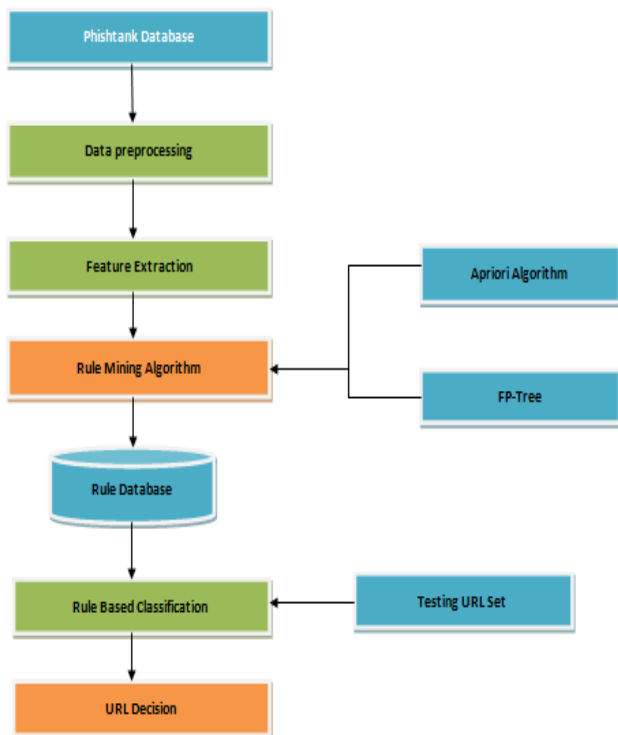 Phishtank Database
Data preprocessing
Feature Extraction
Apriori Algorithm
Rule Mining Algorithm
FP-Tree
Rule Database
Rule Based Classification
Testing URL Set
URL Decision